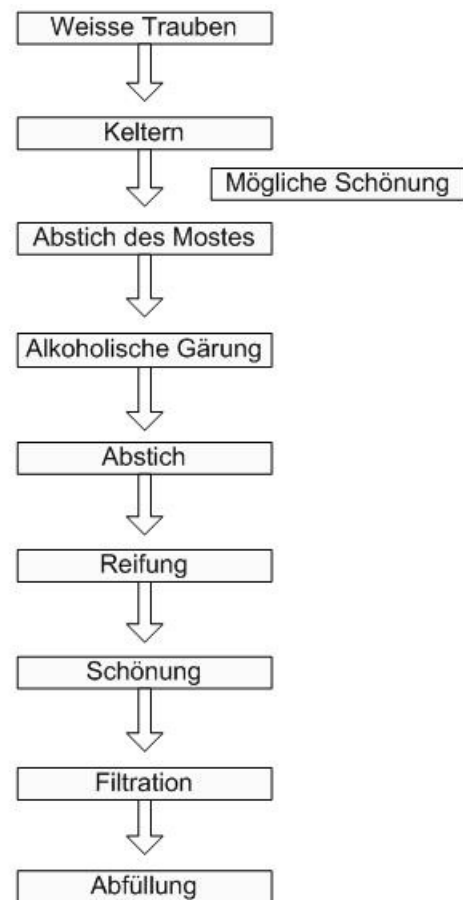 Weisse Trauben
Keltern
Mögliche Schönung
Abstich des Mostes
Alkoholische Gärung
Abstich
Reifung
Schönung
Filtration
Abfüllung